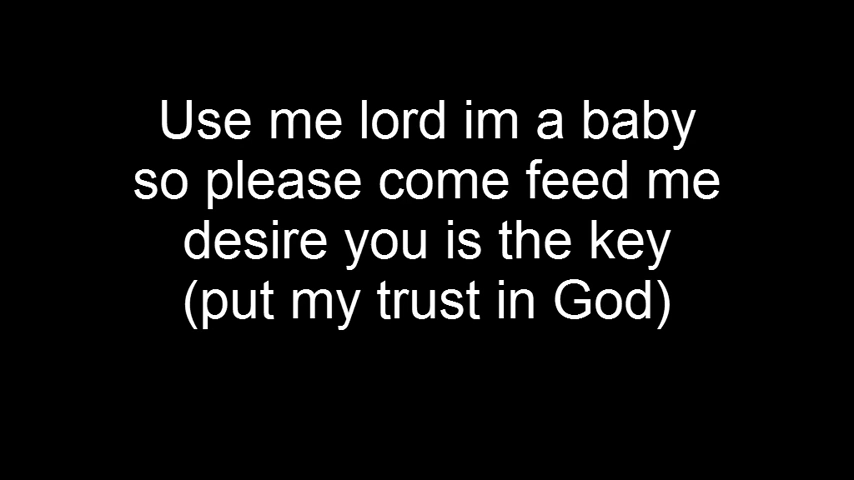 Use me lord im a baby
so please come feed me
desire you is the key
(put my trust in God)